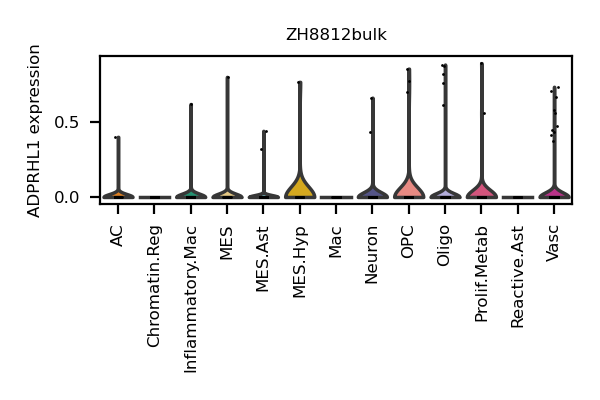 ZH8812bulk
ADPRHL1 expression
0.5
0.0
AC
Chromatin.Reg
Inflammatory.Mac
MES
MES.Ast
MES.Hyp
Mac
Neuron
OPC
Oligo
Prolif.Metab
Reactive.Ast
Vasc